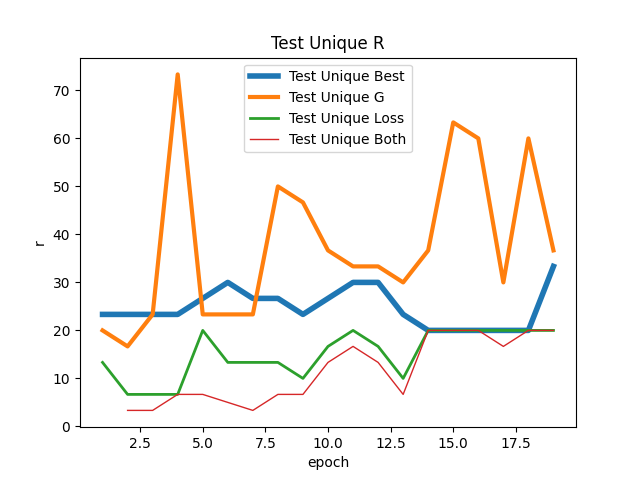 Test Unique R
Test Unique Best
Test Unique G
Test Unique Loss
Test Unique Both
70
60
50
40
30
20
10
0
r
2.5 5.0 7.5 10.0 12.5 15.0 17.5
epoch